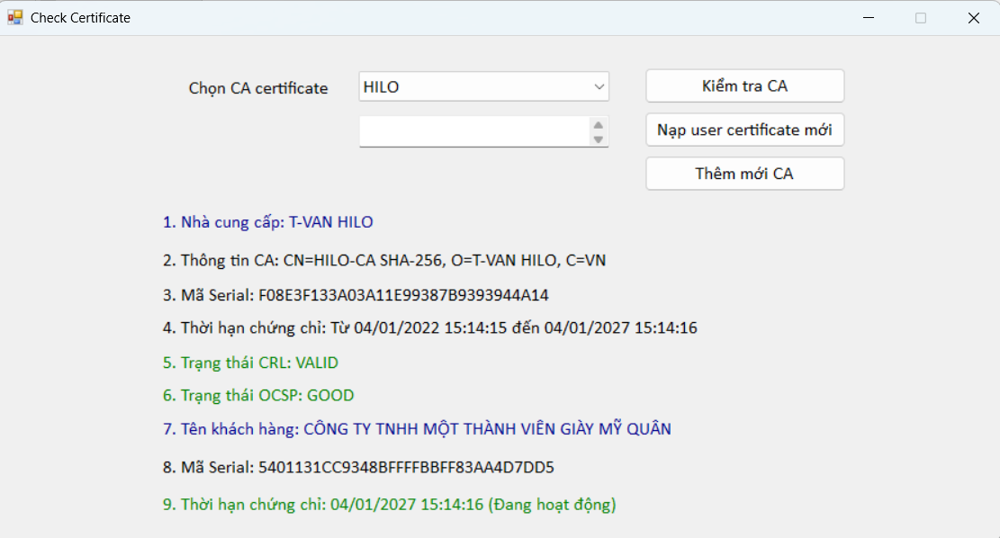 Check Certificate
Chọn CA certificate
HILO
Kiểm tra CA
Nạp user certificate mới
Thêm mới CA
1. Nhà cung cấp: T-VAN HILO
2. Thông tin CA: CN=HILO-CA SHA-256, O=T-VAN HILO, C=VN
3. Mã Serial: F08E3F133A03A11E99387B9393944A14
4. Thời hạn chứng chỉ: Từ 04/01/2022 15:14:15 đến 04/01/2027 15:14:16
5. Trạng thái CRL: VALID
6. Trạng thái OCSP: GOOD
7. Tên khách hàng: CÔNG TY TNHH MỘT THÀNH VIÊN GIÀY MỸ QUÂN
8. Mã Serial: 5401131CC9348BFFFFBBFF83AA4D7DD5
9. Thời hạn chứng chỉ: 04/01/2027 15:14:16 (Đang hoạt động)